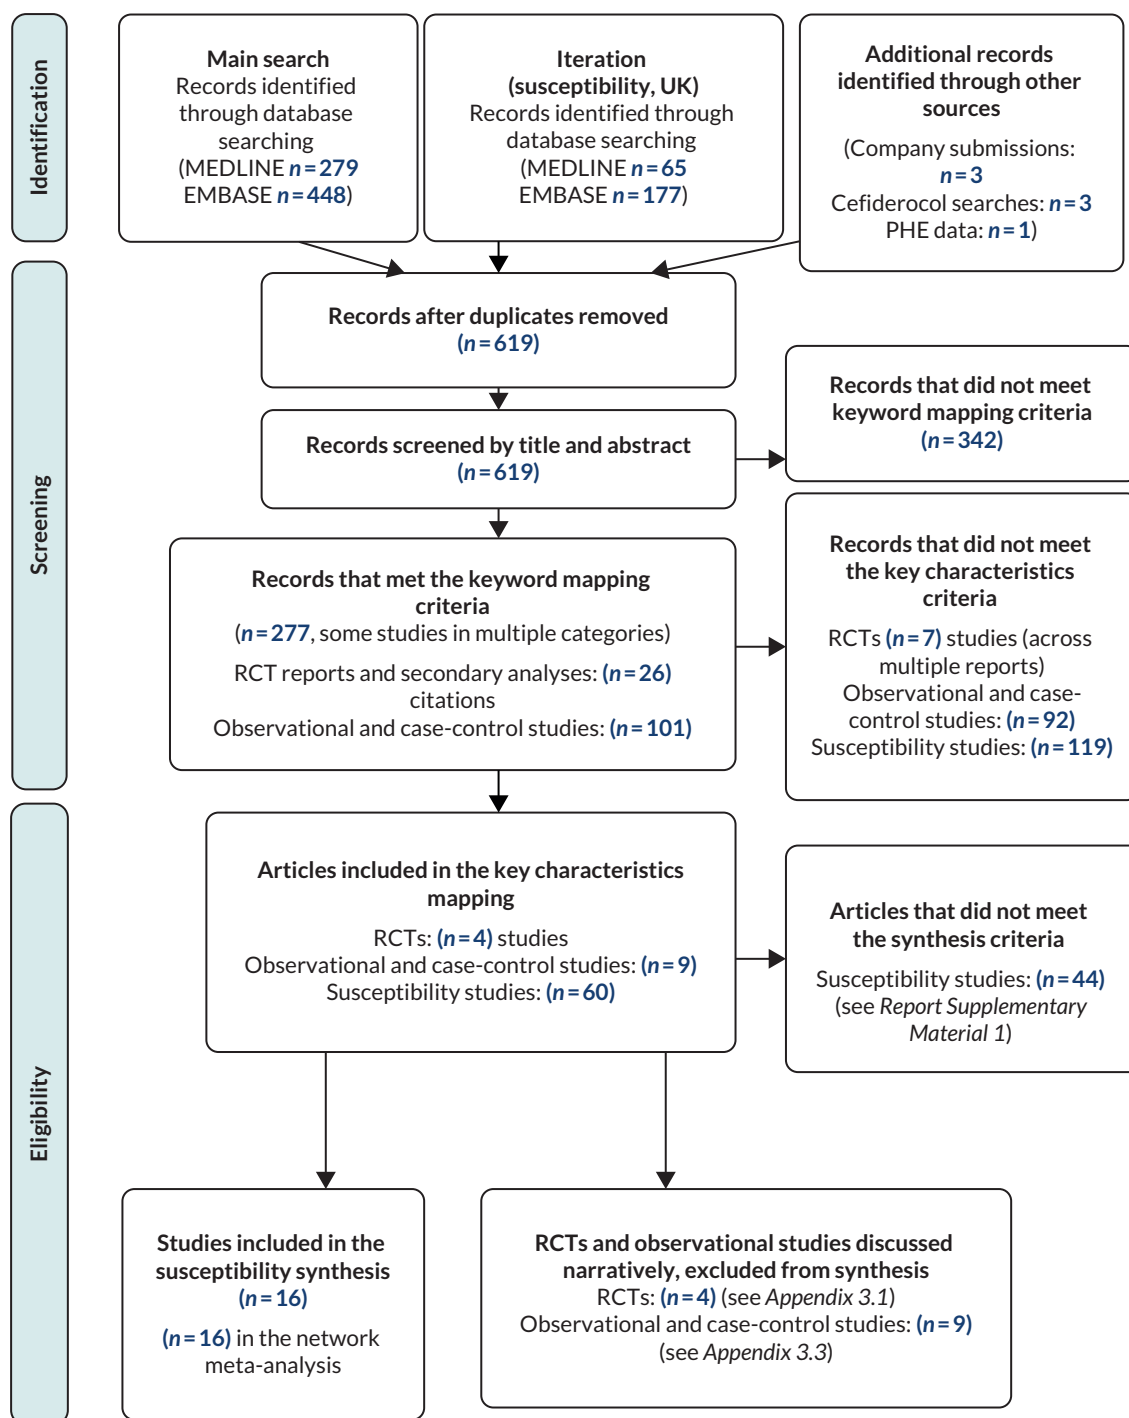 Identification
Main search
Records identified
through database
searching
(MEDLINE n = 279
EMBASE n = 448)
Iteration
(susceptibility, UK)
Records identified through
database searching
(MEDLINE n = 65
EMBASE n = 177)
Additional records
identified through other
sources
(Company submissions:
n = 3
Cefiderocol searches: n = 3
PHE data: n = 1)
Screening
Records after duplicates removed
(n = 619)
Records screened by title and abstract
(n = 619)
Records that did not meet
keyword mapping criteria
(n = 342)
Records that met the keyword mapping
criteria
(n = 277, some studies in multiple categories)
RCT reports and secondary analyses: (n = 26)
citations
Observational and case-control studies: (n = 101)
Records that did not meet
the key characteristics
criteria
RCTs (n = 7) studies (across
multiple reports)
Observational and case-
control studies: (n = 92)
Susceptibility studies: (n = 119)
Eligibility
Articles included in the key characteristics
mapping
RCTs: (n = 4) studies
Observational and case-control studies: (n = 9)
Susceptibility studies: (n = 60)
Articles that did not meet
the synthesis criteria
Susceptibility studies: (n = 44)
(see Report Supplementary
Material 1)
Studies included in the
susceptibility synthesis
(n = 16)
(n = 16) in the network
meta-analysis
RCTs and observational studies discussed
narratively, excluded from synthesis
RCTs: (n = 4) (see Appendix 3.1)
Observational and case-control studies: (n = 9)
(see Appendix 3.3)